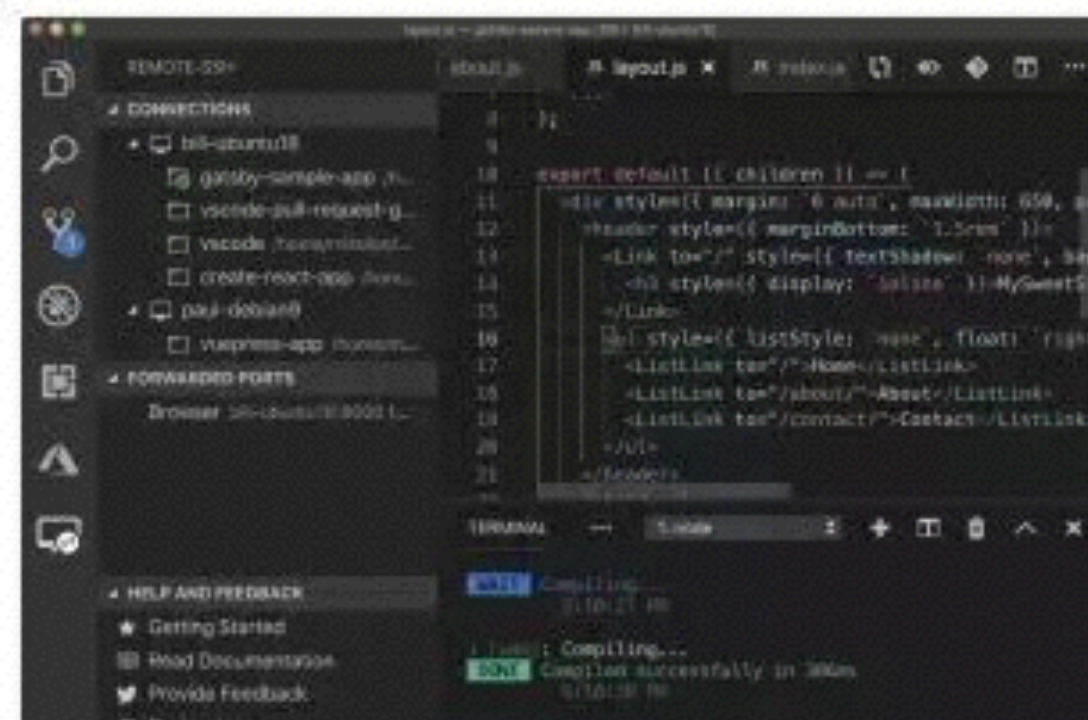 REMOTE-SSH
CONNECTIONS
bill-ubuntu18
gatsby-sample-app
vscode-pull-request-g...
vscode
create-react-app
paul-debian9
vuepress-app
FORWARDED PORTS
Browser
HELP AND FEEDBACK
Getting Started
Read Documentation
Provide Feedback
about.js
JS layout.js
JS index.js
8 );
9
10 export default ({ children }) => (
11 <div style={{ margin: `0 auto`, maxWidth: 650,
12 <header style={{ marginBottom: `1.5rem` }}>
13 <Link to="/" style={{ textShadow: `none`,
14 <h3 style={{ display: `inline` }}>MySweetS
15 </Link>
16 <ul style={{ listStyle: `none`, float:
17 <ListLink to="/">Home</ListLink>
18 <ListLink to="/about/">About</ListLink>
19 <ListLink to="/contact/">Contact</ListLink
20 </ul>
21 </header>
TERMINAL ... 1: node
WAIT Compiling...
: Compiling...
DONE Compiled successfully in